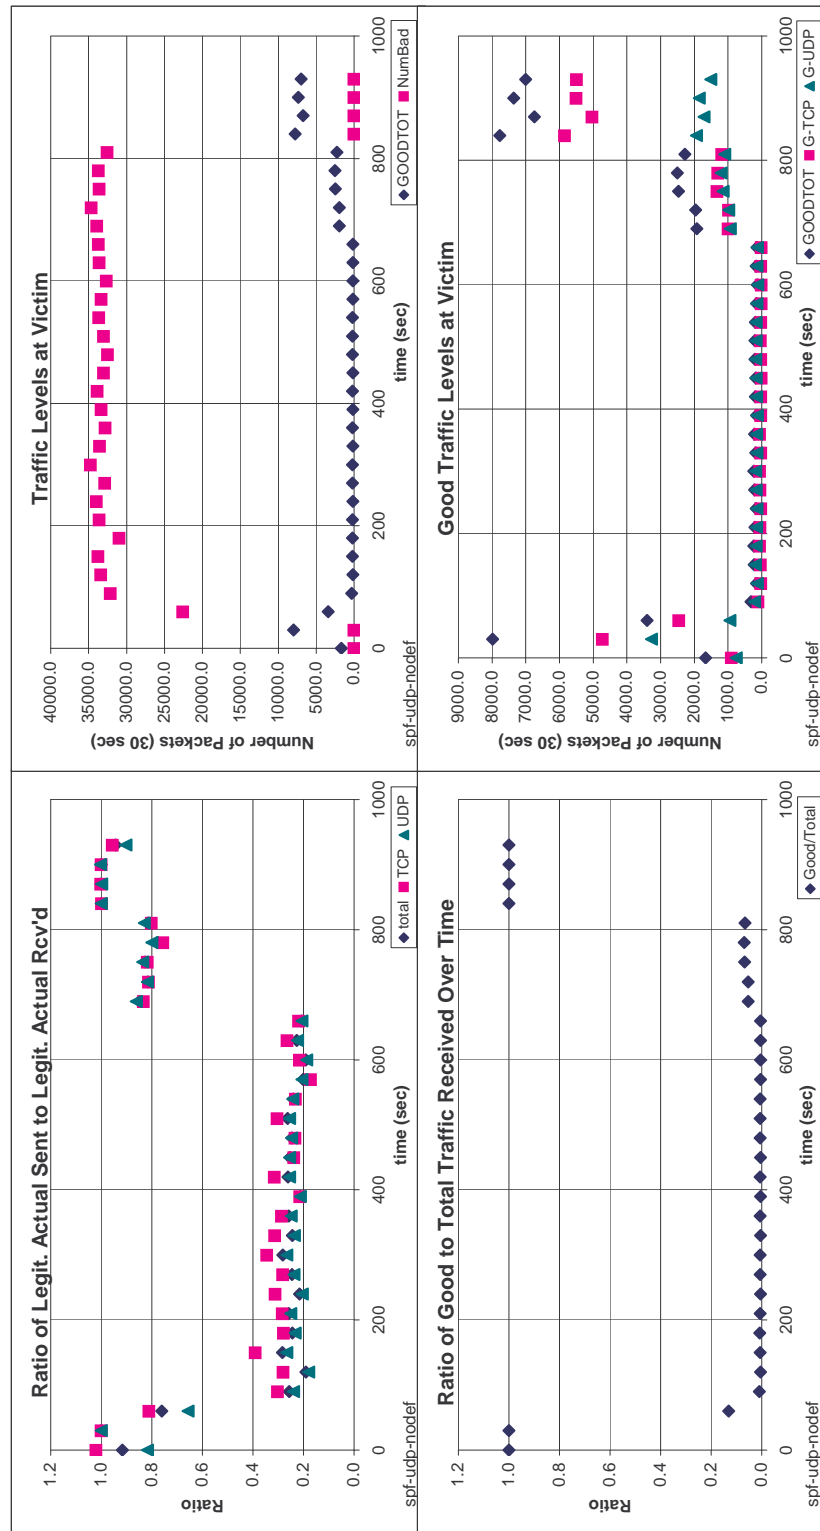 Ratio of Legit. Actual Sent to Legit. Actual Rcv'd
1.2
1.0
0.8
0.6
0.4
0.2
0.0
Ratio
0
200
400
600
800
1000
time (sec)
spf-udp-nodef
total TCP UDP
Traffic Levels at Victim
40000.0
35000.0
30000.0
25000.0
20000.0
15000.0
10000.0
5000.0
0.0
Number of Packets (30 sec)
0
200
400
600
800
1000
time (sec)
spf-udp-nodef
GOODTOT NumBad
Ratio of Good to Total Traffic Received Over Time
1.2
1.0
0.8
0.6
0.4
0.2
0.0
Ratio
0
200
400
600
800
1000
time (sec)
spf-udp-nodef
Good/Total
Good Traffic Levels at Victim
9000.0
8000.0
7000.0
6000.0
5000.0
4000.0
3000.0
2000.0
1000.0
0.0
Number of Packets (30 sec)
0
200
400
600
800
1000
time (sec)
spf-udp-nodef
GOODTOT G-TCP G-UDP